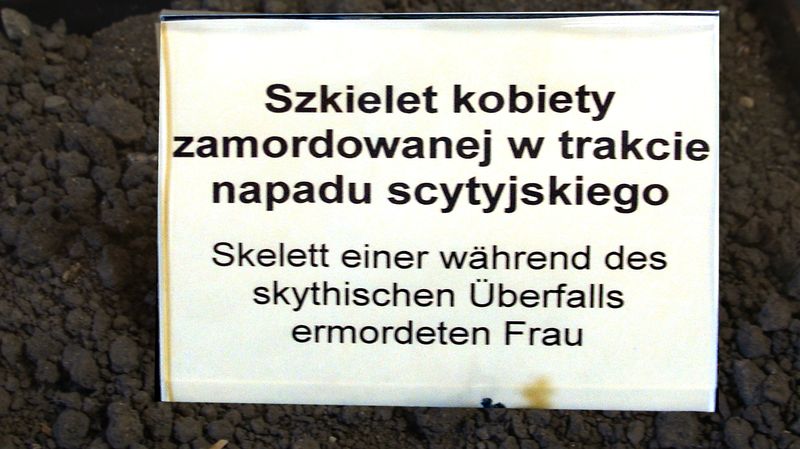 Szkielet kobiety
zamordowanej w trakcie
napadu scytyjskiego
Skelett einer während des
skythischen Überfalls
ermordeten Frau